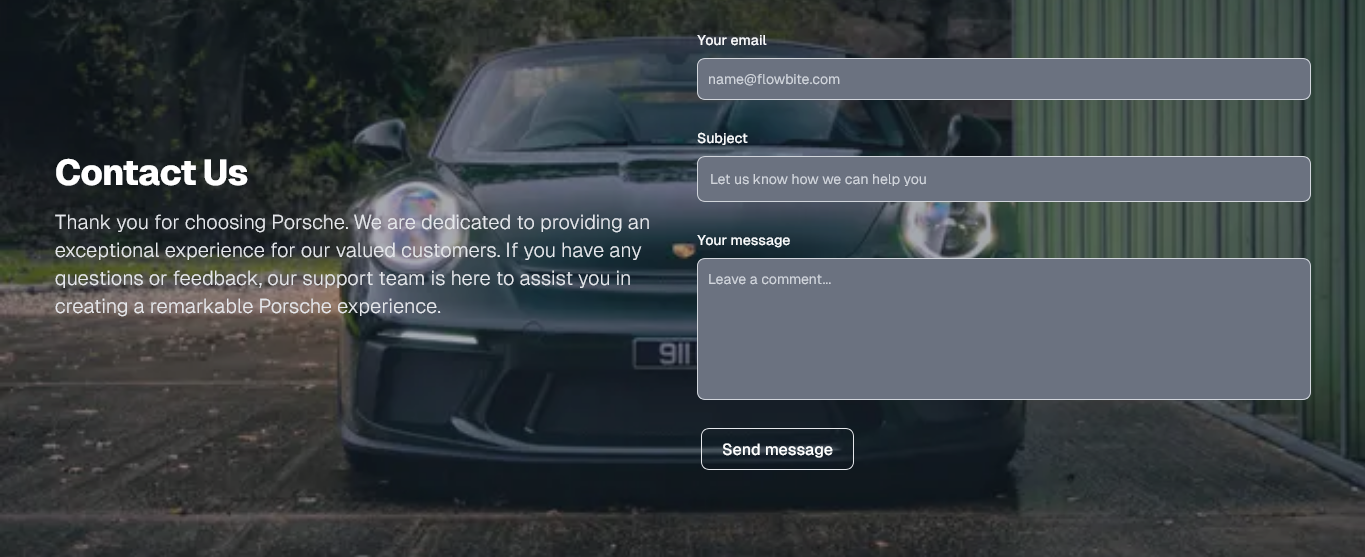 Contact Us
Thank you for choosing Porsche. We are dedicated to providing an
exceptional experience for our valued customers. If you have any
questions or feedback, our support team is here to assist you in
creating a remarkable Porsche experience.
911
Your email
name@flowbite.com
Subject
Let us know how we can help you
Your message
Leave a comment...
Send message